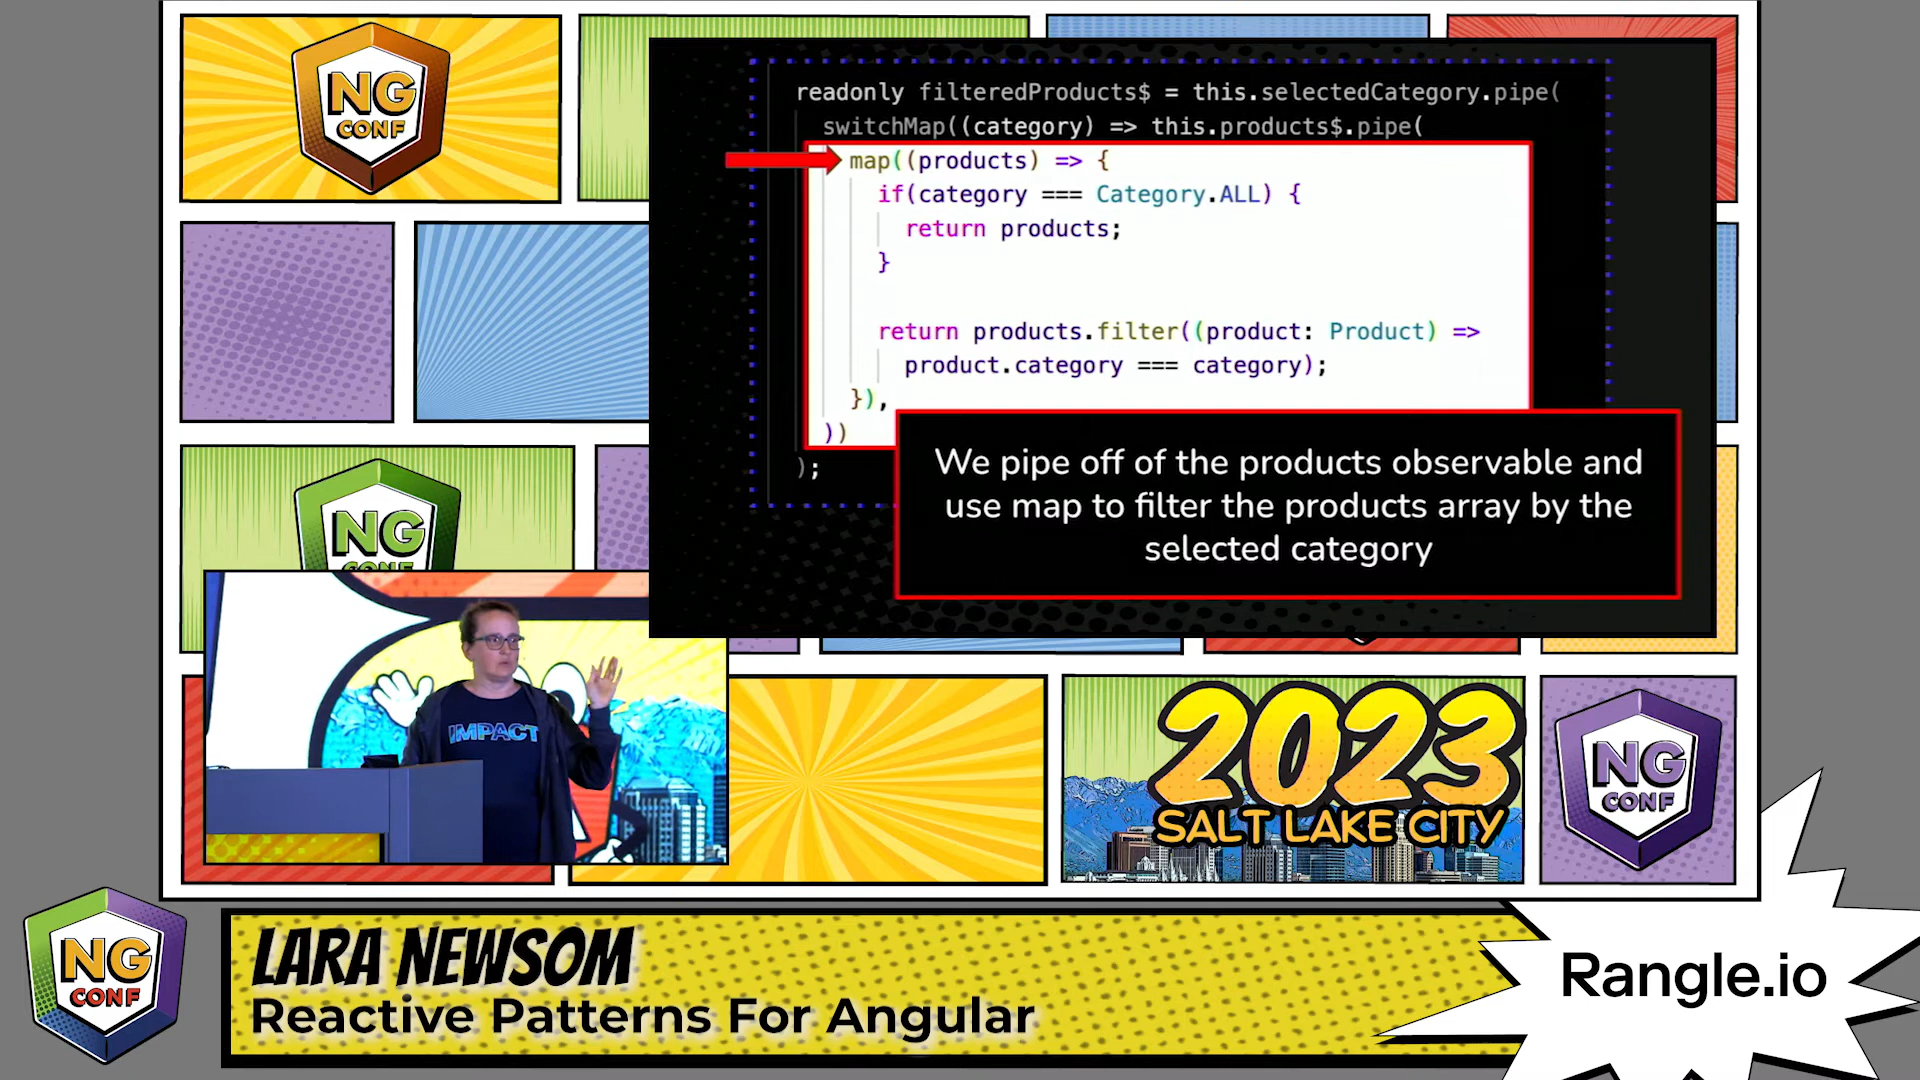 NG
CONF
readonly filteredProducts$ = this.selectedCategory.pipe(
switchMap((category) => this.products$.pipe(
map((products) => {
if(category === Category.ALL) {
return products;
}
return products.filter((product: Product) =>
product.category === category);
}),
))
);
We pipe off of the products observable and
use map to filter the products array by the
selected category
NG
CONF
IMPACT
2023
SALT LAKE CITY
NG
CONF
NG
CONF
LARA NEWSOM
Reactive Patterns For Angular
Rangle.io